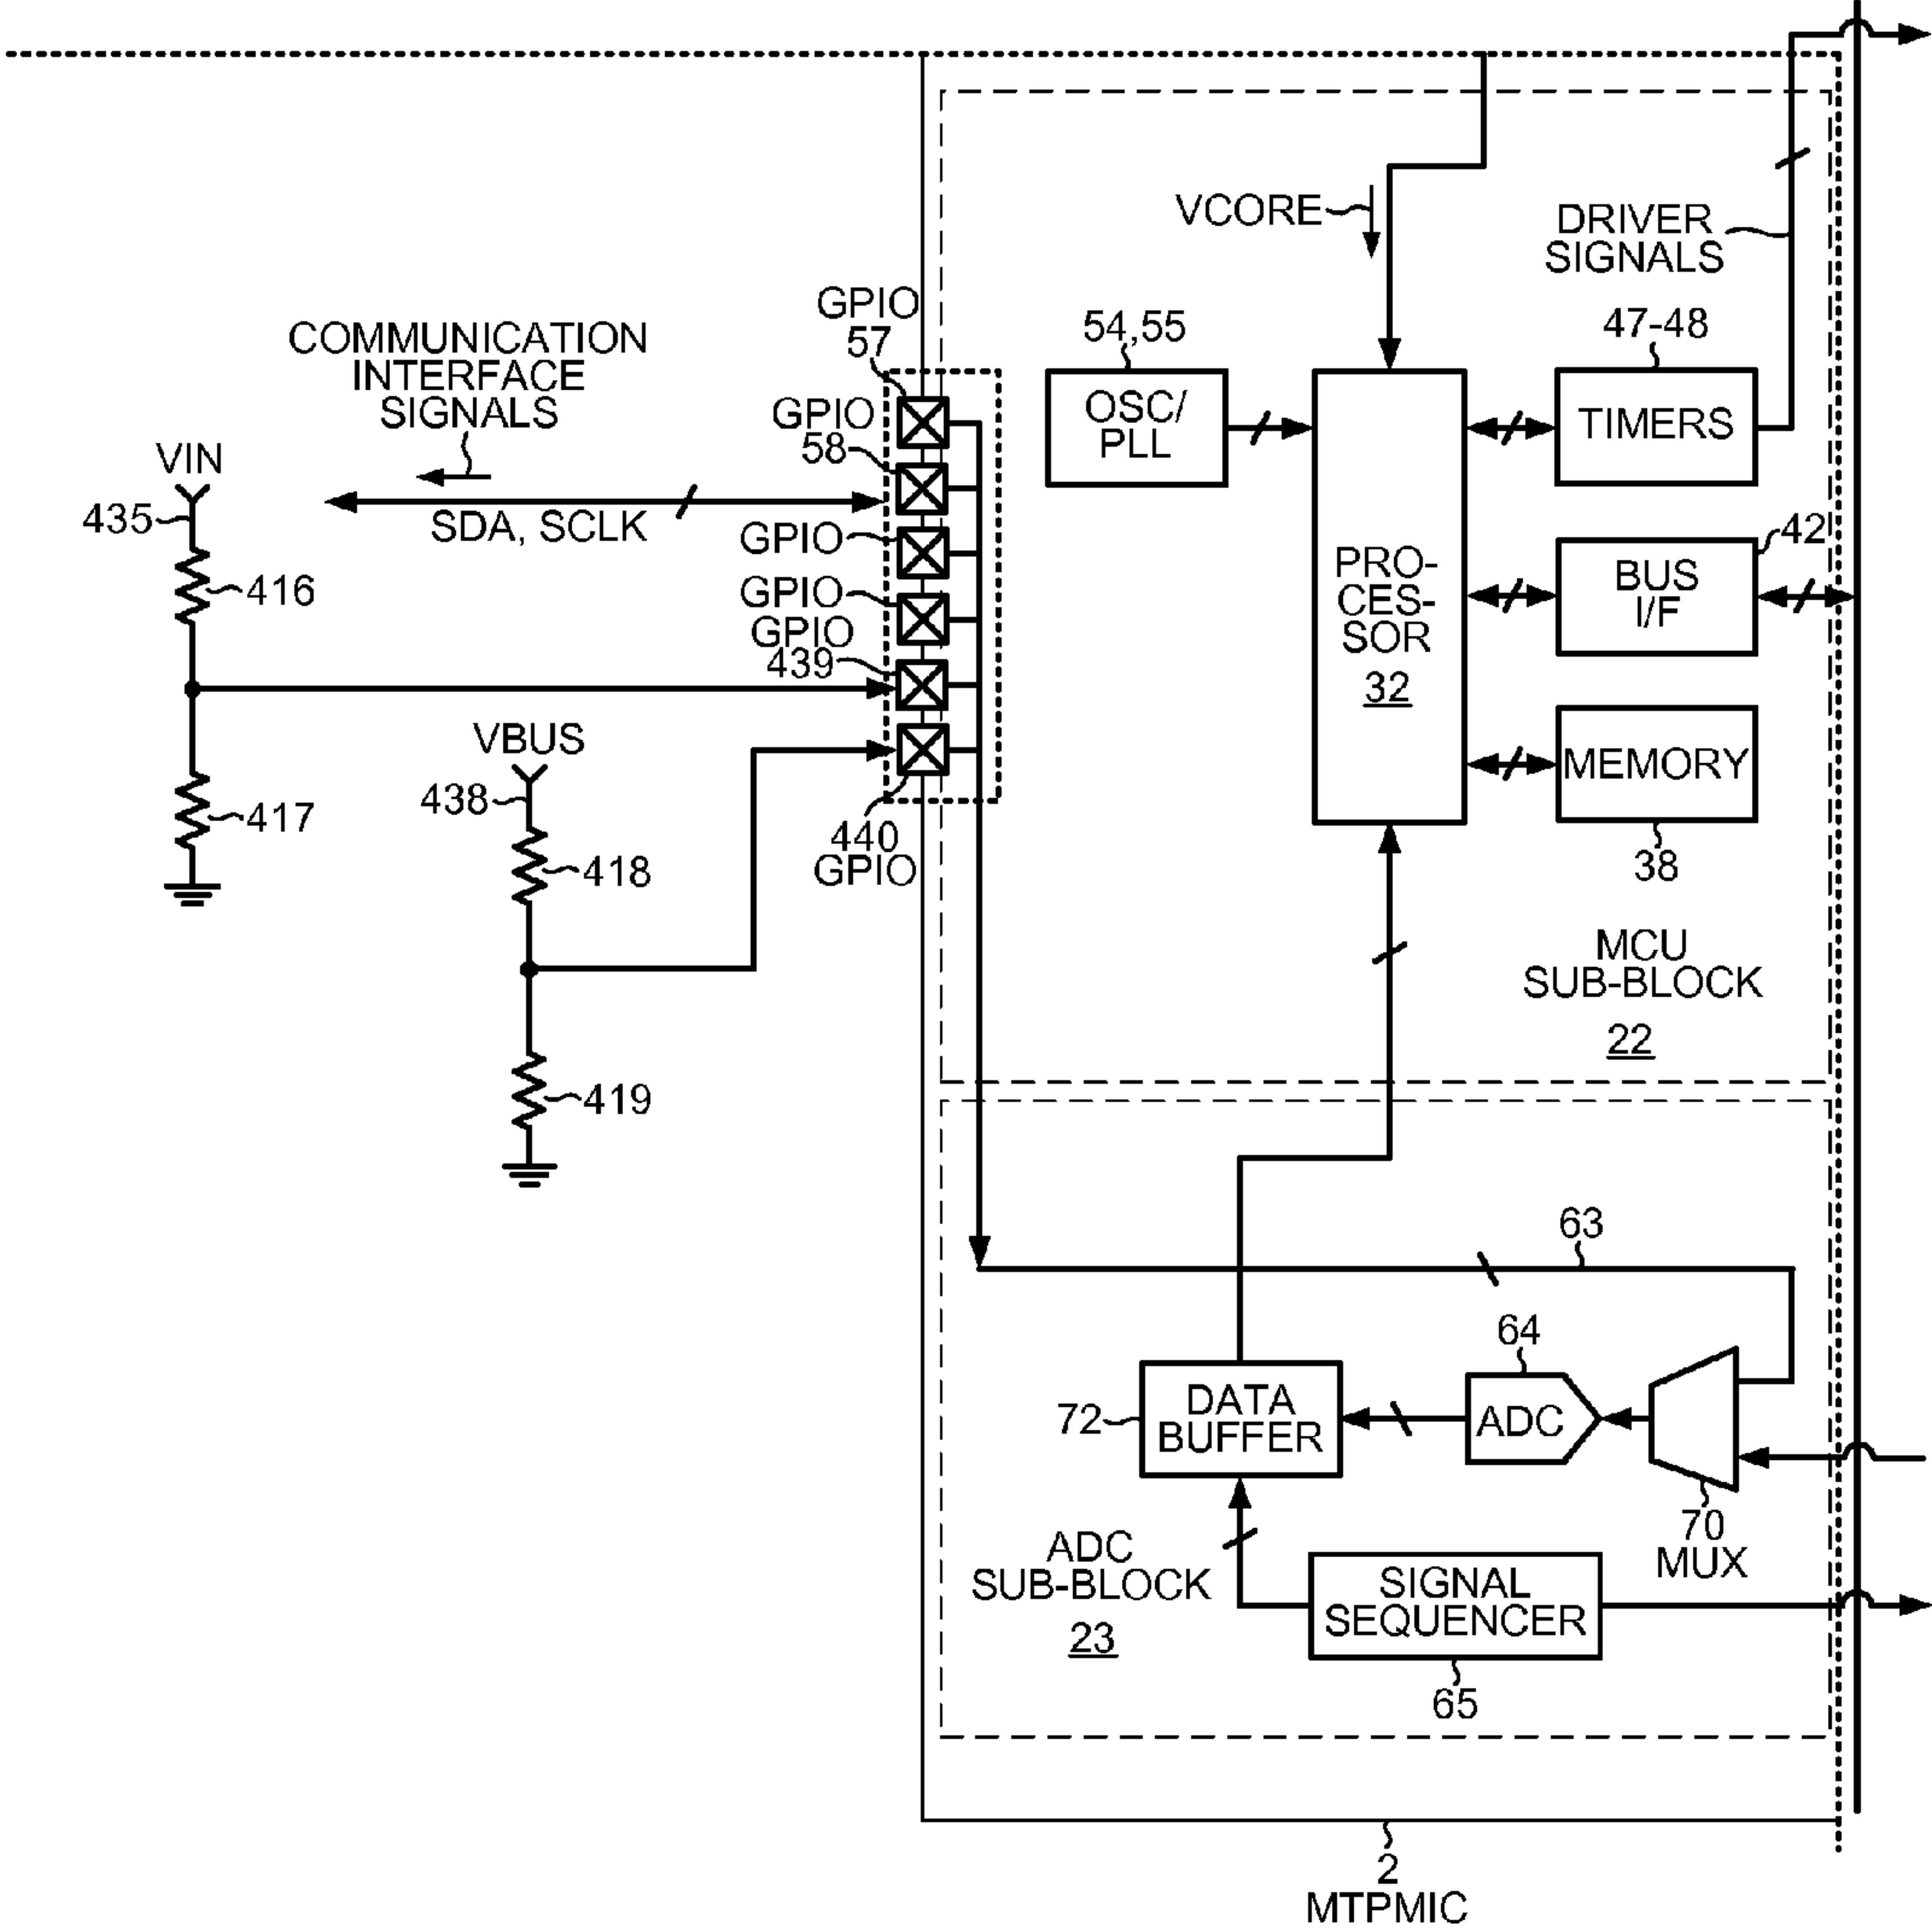 VCORE
DRIVER
SIGNALS
GPIO
57
COMMUNICATION
INTERFACE
SIGNALS
54,55
OSC/
PLL
47-48
TIMERS
GPIO
58
VIN
435
SDA, SCLK
GPIO
416
GPIO
GPIO
439
PRO-
CES-
SOR
32
42
BUS
I/F
VBUS
438
MEMORY
38
417
440
GPIO
418
MCU
SUB-BLOCK
22
419
63
64
72
DATA
BUFFER
ADC
70
MUX
ADC
SUB-BLOCK
23
SIGNAL
SEQUENCER
65
2
MTPMIC